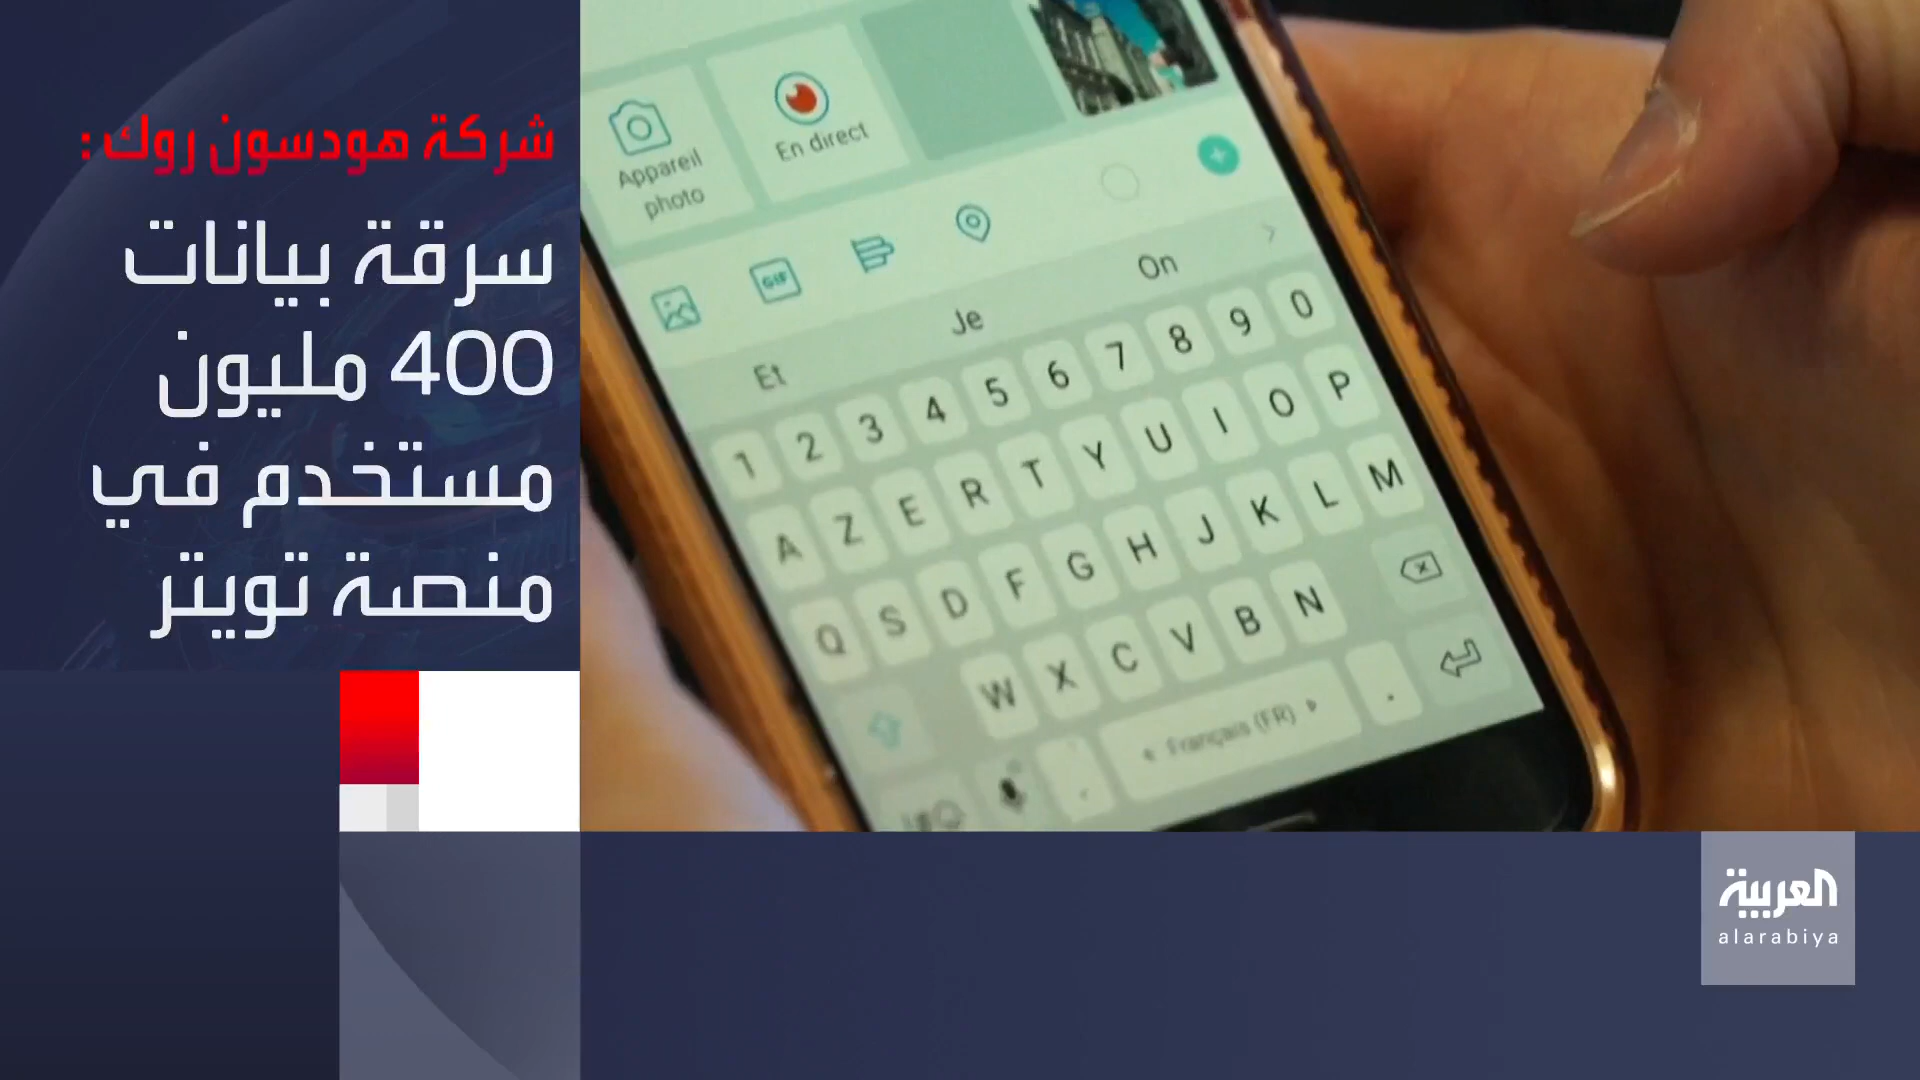 شركة هودسون روك :
سرقة بيانات
400 مليون
مستخدم في
منصة تويتر
Appareil
photo
En direct
GIF
Et Je On
1 2 3 4 5 6 7 8 9 0
A Z E R T Y U I O P
Q S D F G H J K L M
W X C V B N
Français (FR)
.
العربية
alarabiya